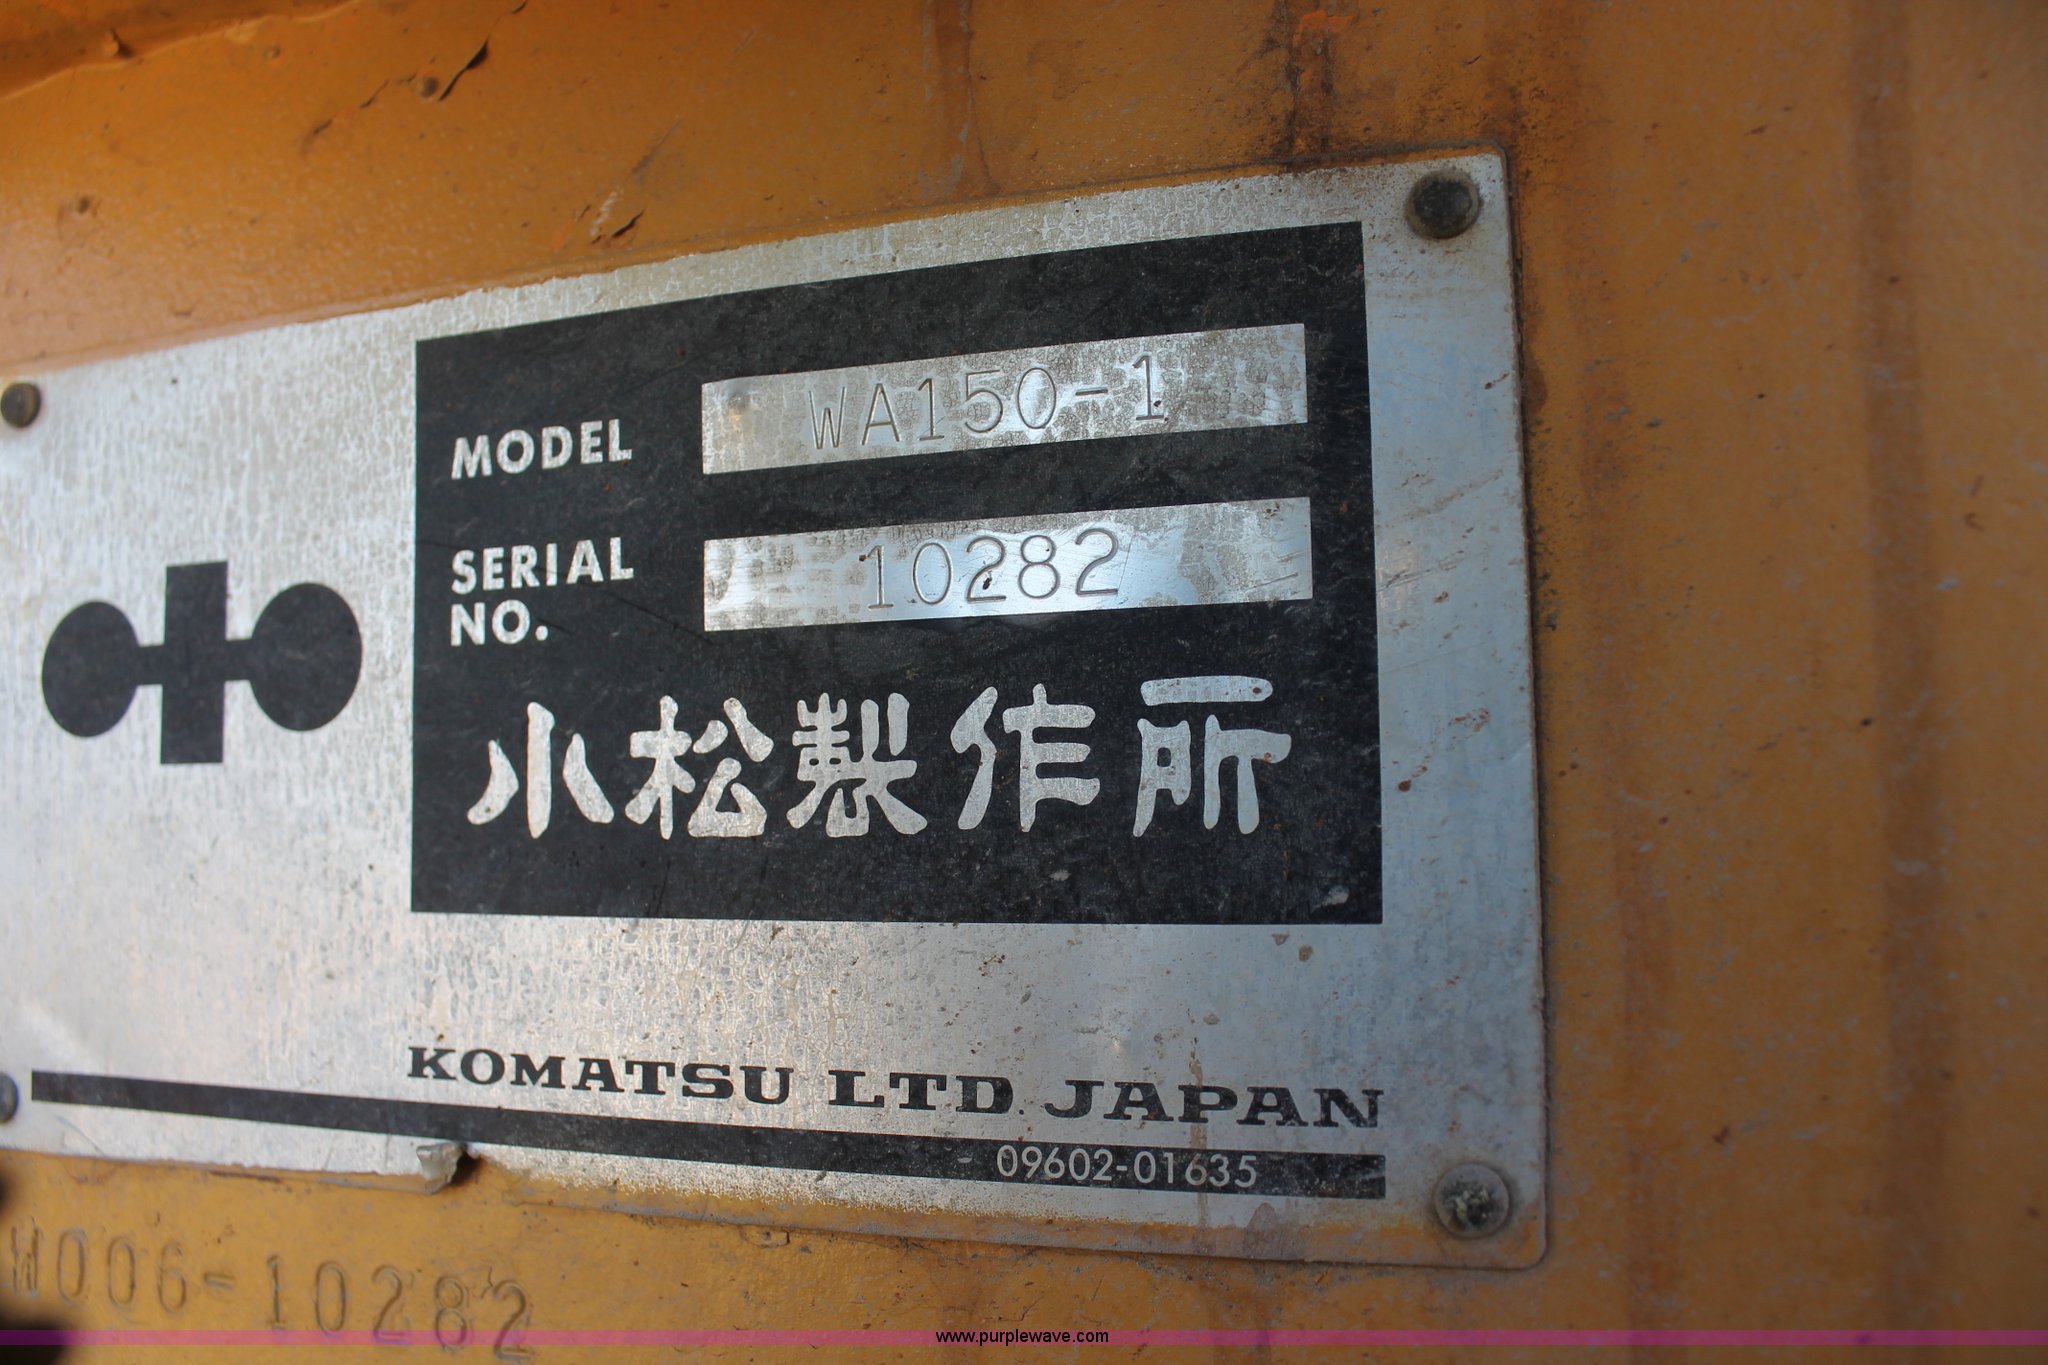 MODEL WA150-1
SERIAL NO. 10282
小松製作所
KOMATSU LTD. JAPAN
09602-01635
W006-10282
www.purplewave.com